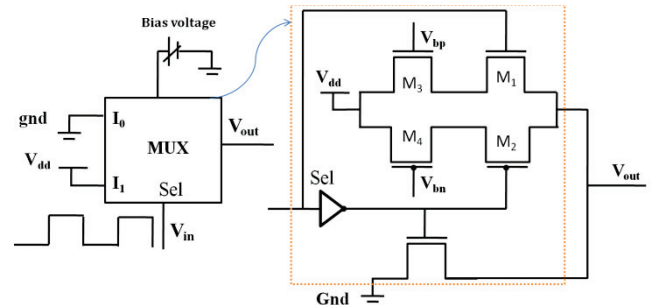 Bias voltage
gnd
I0
Vdd
I1
MUX
Sel
Vout
Vin
Vbp
M3
M1
Vdd
M4
M2
Vbn
Sel
Vout
Gnd